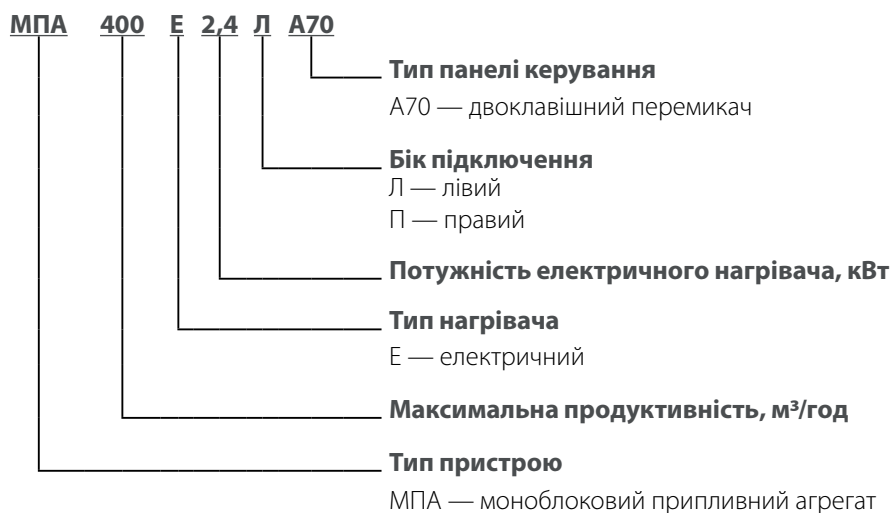 МПА 400 Е 2,4 Л А70
Тип панелі керування
А70 — двоклавішний перемикач
Бік підключення
Л — лівий
П — правий
Потужність електричного нагрівача, кВт
Тип нагрівача
Е — електричний
Максимальна продуктивність, м³/год
Тип пристрою
МПА — моноблоковий припливний агрегат